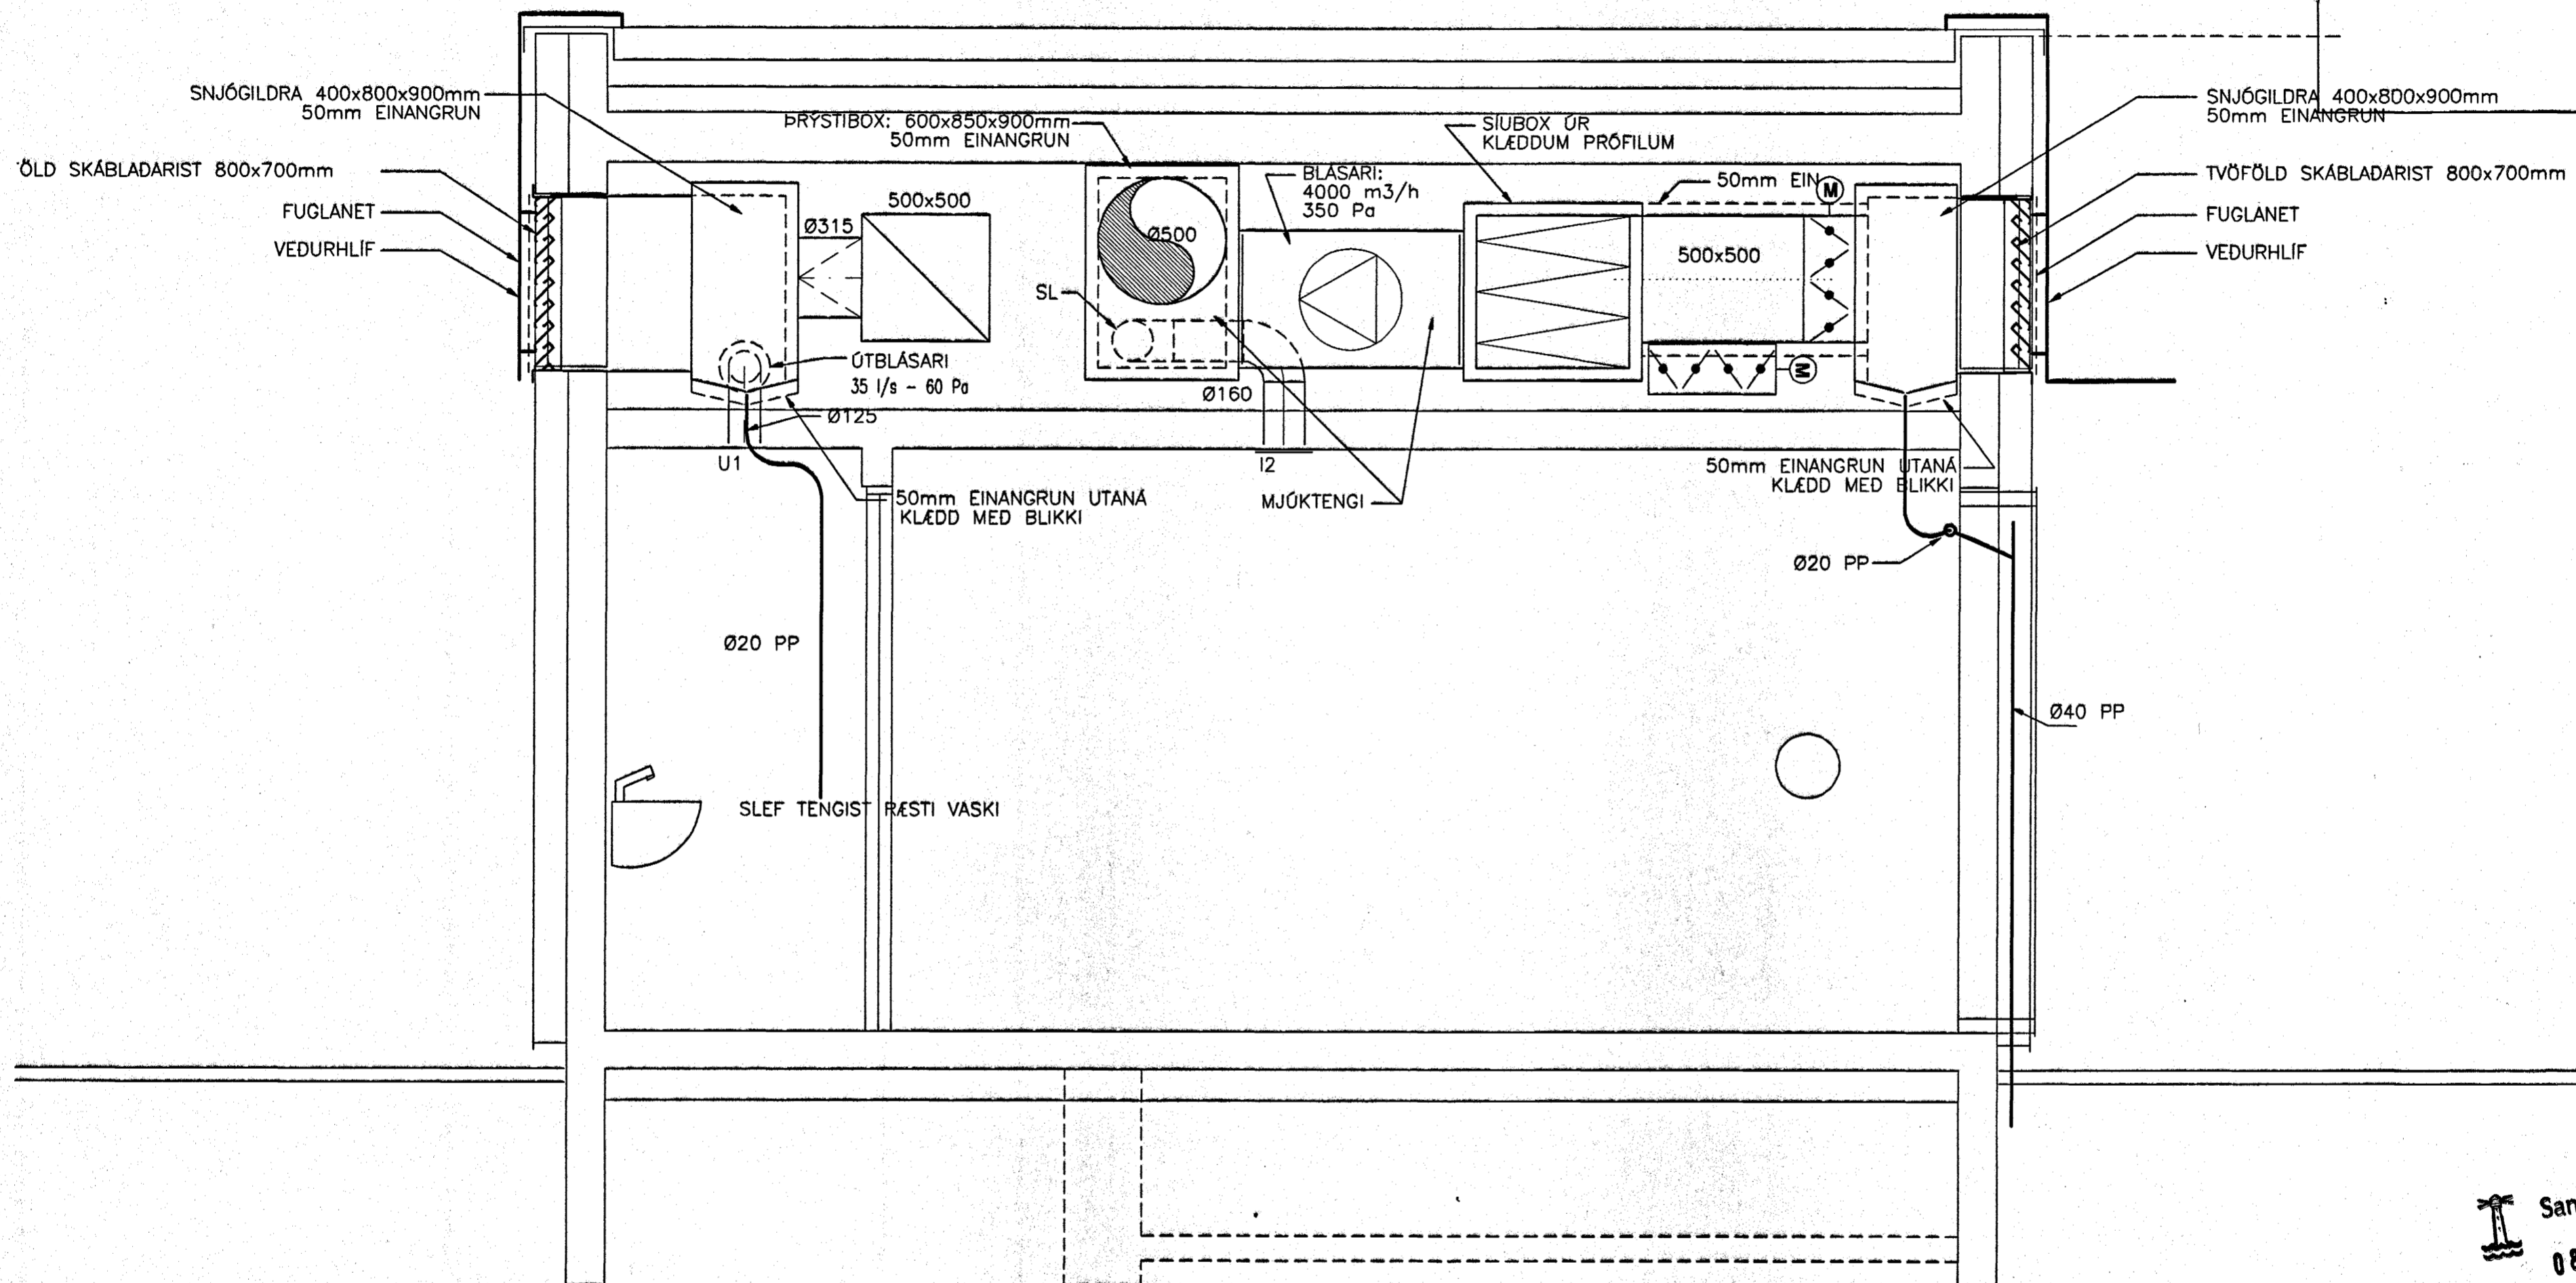 SNJÓGILDRA 400x800x900mm
50mm EINANGRUN
ÖLD SKÁBLAÐARIST 800x700mm
FUGLANET
VEÐURHLÍF
Ø315
500x500
ÚTBLÁSARI
35 l/s - 60 Pa
Ø125
U1
50mm EINANGRUN UTANÁ
KLÆDD MEÐ BLIKKI
Ø20 PP
SLEF TENGIST RÆSTI VASKI
ÞRÝSTIBOX: 600x850x900mm
50mm EINANGRUN
Ø500
SL
Ø160
I2
BLÁSARI:
4000 m3/h
350 Pa
MJÚKTENGI
SÍUBOX ÚR
KLÆDDUM PRÓFÍLUM
50mm EIN
M
500x500
M
SNJÓGILDRA 400x800x900mm
50mm EINANGRUN
TVÖFÖLD SKÁBLAÐARIST 800x700mm
FUGLANET
VEÐURHLÍF
50mm EINANGRUN UTANÁ
KLÆDD MEÐ BLIKKI
Ø20 PP
Ø40 PP